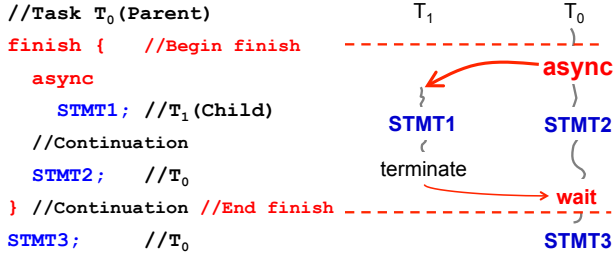 //Task T₀(Parent)
finish { //Begin finish
async
STMT1; //T₁(Child)
//Continuation
STMT2; //T₀
} //Continuation //End finish
STMT3; //T₀
T₁ T₀
async
STMT1 STMT2
terminate
wait
STMT3